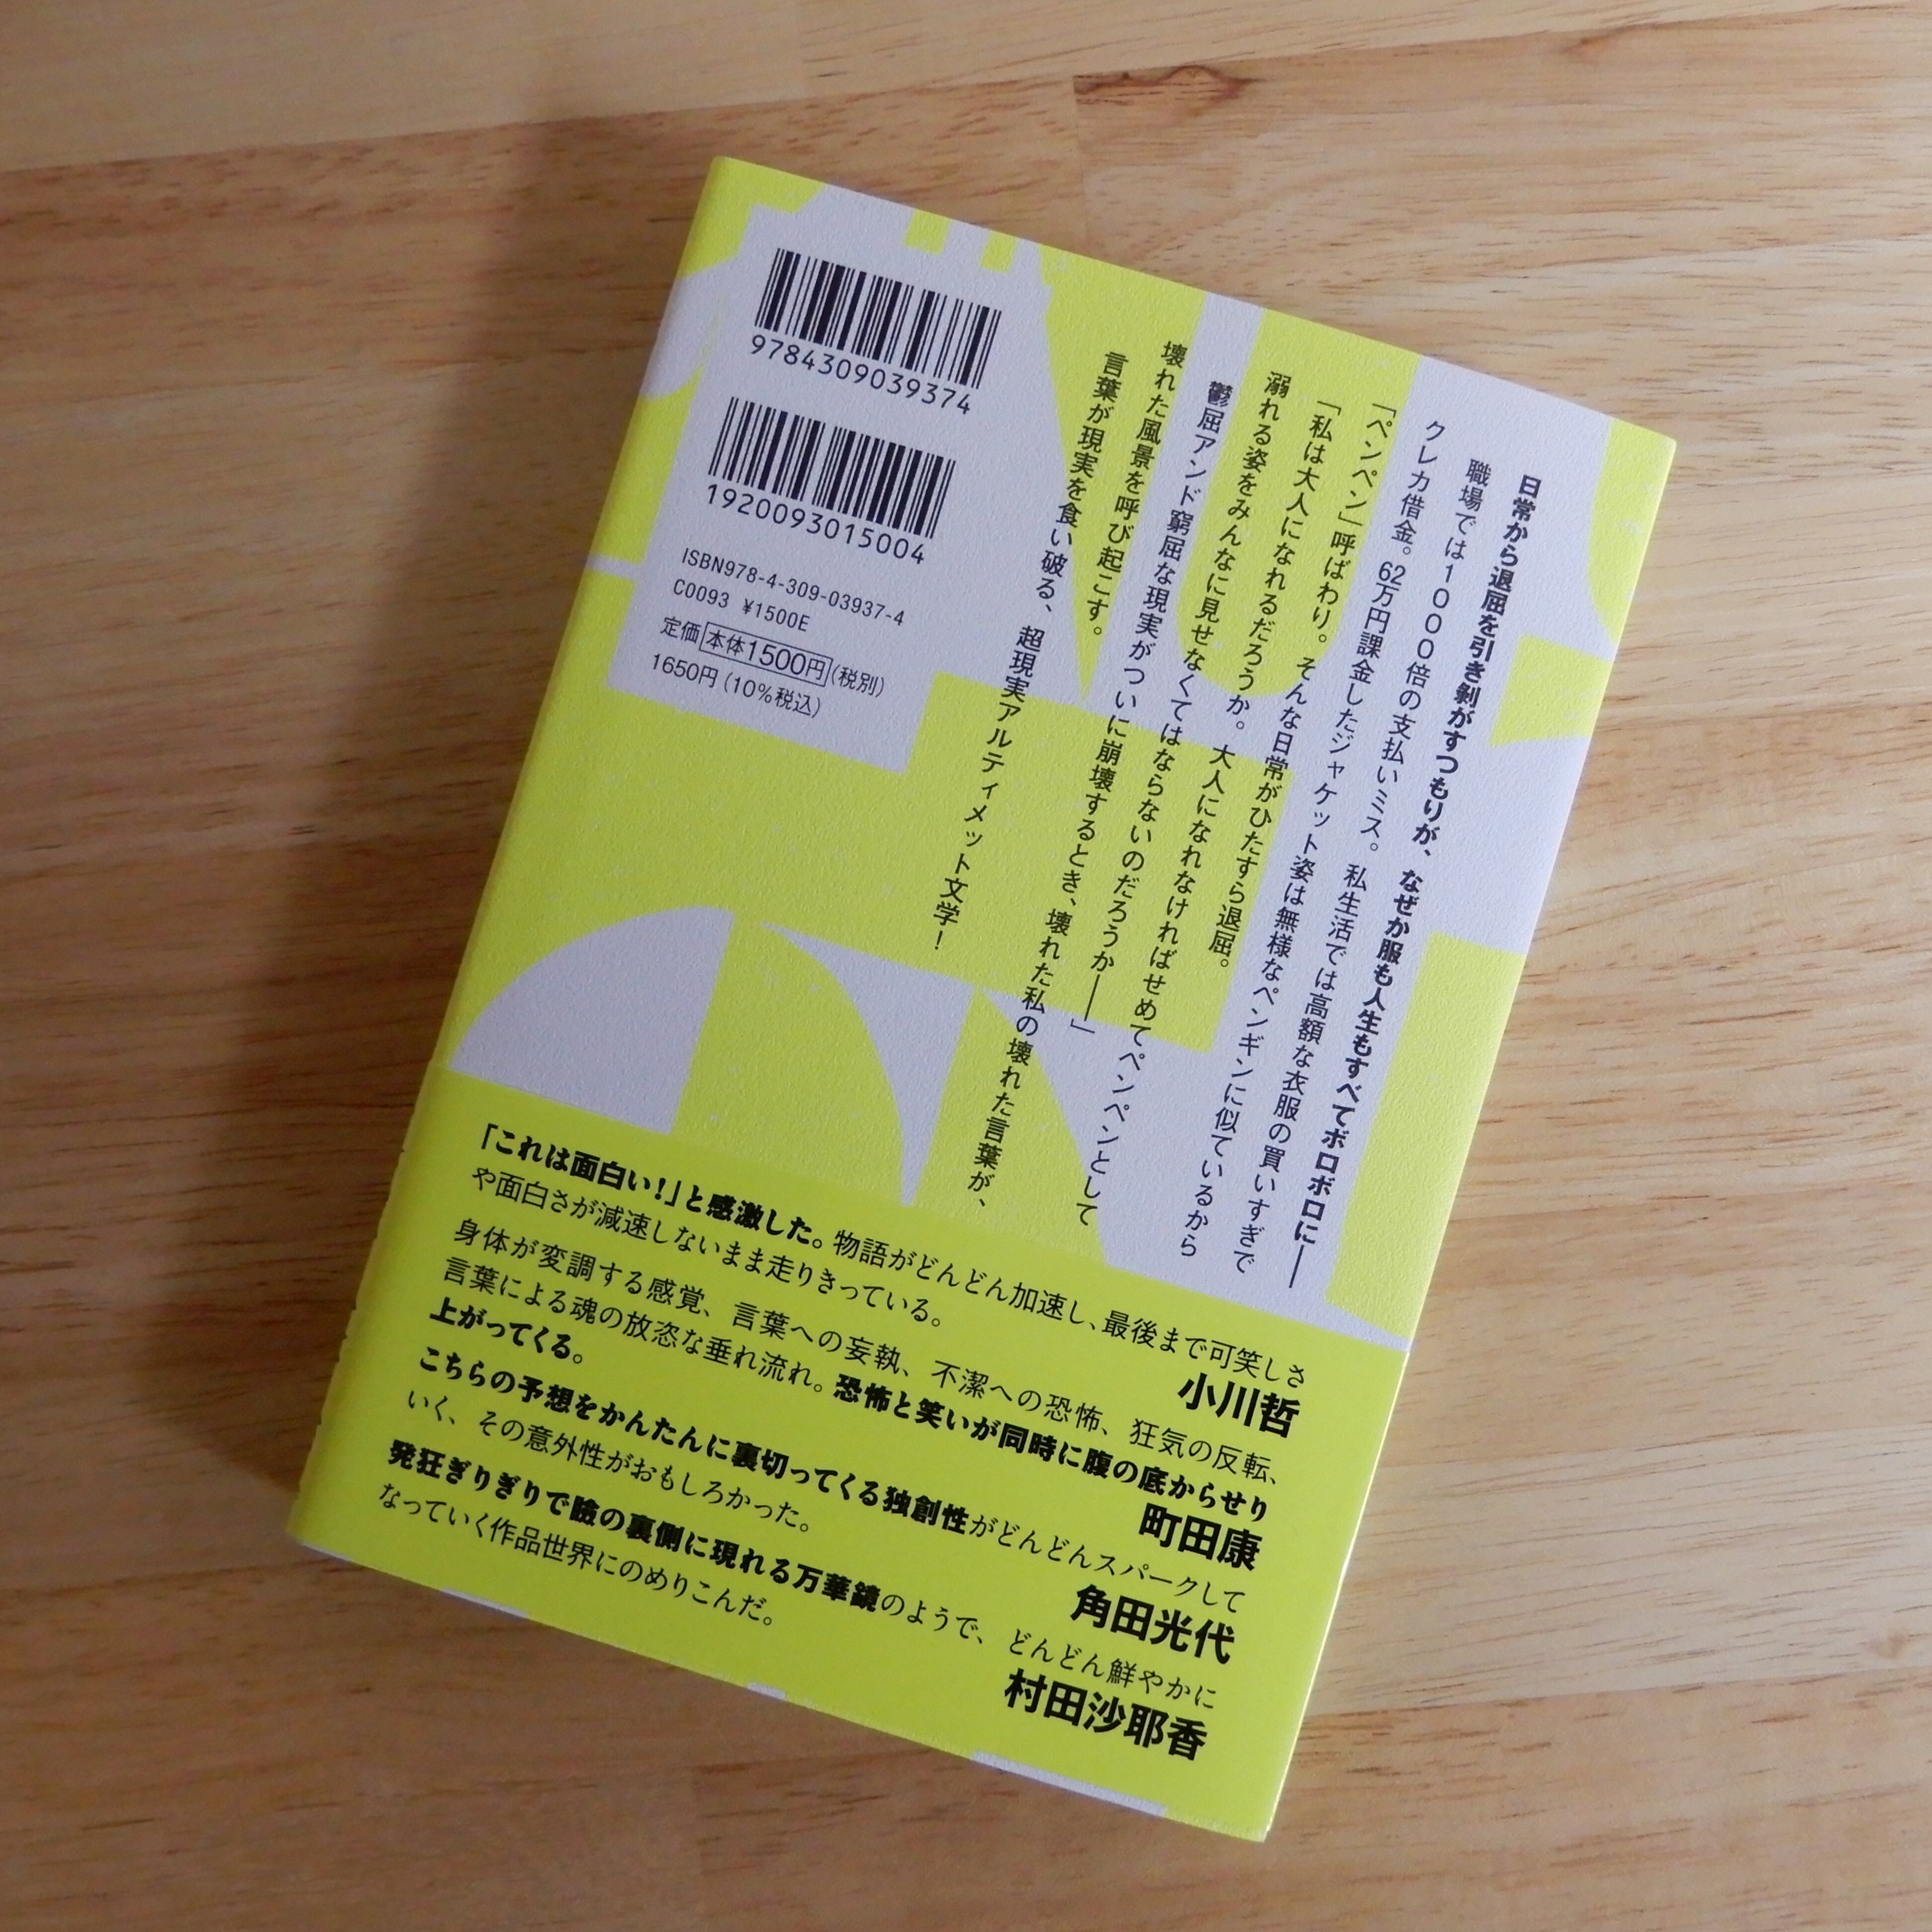 日常から退屈を引き剝がすつもりが、なぜか服も人生もすべてボロボロに――
職場では1000倍の支払いミス。私生活では高額な衣服の買いすぎで
クレカ借金。62万円課金したジャケット姿は無様なペンギンに似ているから
「ペンペン」呼ばわり。そんな日常がひたすら退屈。
「私は大人になれるだろうか。大人になれなければせめてペンペンとして
溺れる姿をみんなに見せなくてはならないのだろうか――」
鬱屈アンド窮屈な現実がついに崩壊するとき、壊れた私の壊れた言葉が、
壊れた風景を呼び起こす。
言葉が現実を食い破る、超現実アルティメット文学!
9784309039374
1920093015004
ISBN978-4-309-03937-4
C0093 ¥1500E
定価 本体1500円(税別)
1650円(10%税込)
「これは面白い!」と感激した。物語がどんどん加速し、最後まで可笑しさ
や面白さが減速しないまま走りきっている。
小川哲
身体が変調する感覚、言葉への妄執、不潔への恐怖、狂気の反転、
言葉による魂の放恣な垂れ流れ。恐怖と笑いが同時に腹の底からせり
上がってくる。
町田康
こちらの予想をかんたんに裏切ってくる独創性がどんどんスパークして
いく、その意外性がおもしろかった。
角田光代
発狂ぎりぎりで瞼の裏側に現れる万華鏡のようで、どんどん鮮やかに
なっていく作品世界にのめりこんだ。
村田沙耶香